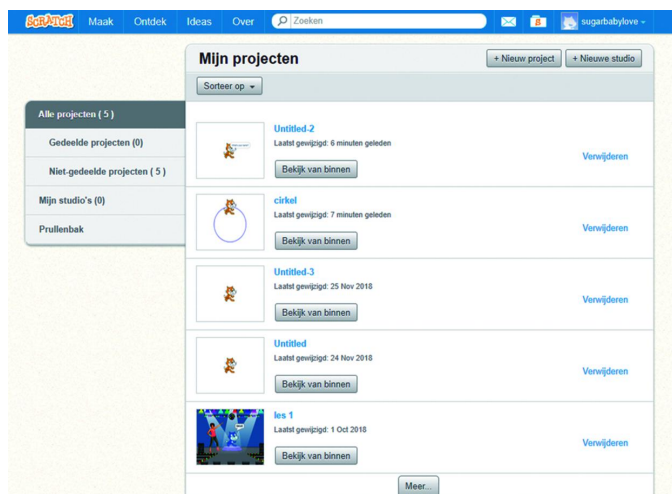 SCRATCH Maak Ontdek Ideas Over Zoeken sugarbabylove
Mijn projecten + Nieuw project + Nieuwe studio
Sorteer op
Alle projecten ( 5 )
Gedeelde projecten (0)
Niet-gedeelde projecten ( 5 )
Mijn studio's (0)
Prullenbak
Untitled-2
Laatst gewijzigd: 6 minuten geleden
Bekijk van binnen
Verwijderen
cirkel
Laatst gewijzigd: 7 minuten geleden
Bekijk van binnen
Verwijderen
Untitled-3
Laatst gewijzigd: 25 Nov 2018
Bekijk van binnen
Verwijderen
Untitled
Laatst gewijzigd: 24 Nov 2018
Bekijk van binnen
Verwijderen
les 1
Laatst gewijzigd: 1 Oct 2018
Bekijk van binnen
Verwijderen
Meer...